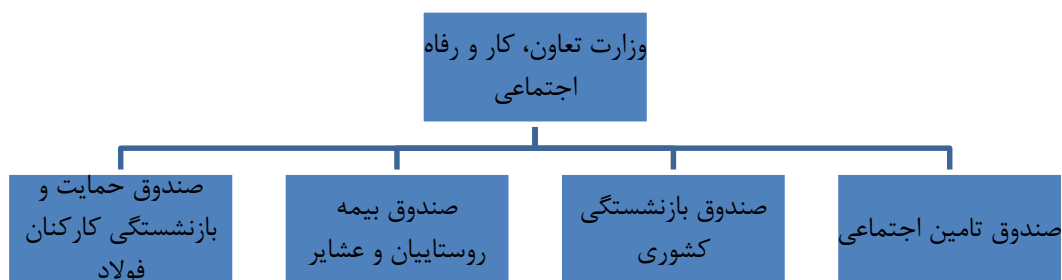 وزارت تعاون، کار و رفاه
اجتماعی
صندوق تامین اجتماعی
صندوق بازنشستگی
کشوری
صندوق بیمه
روستاییان و عشایر
صندوق حمایت و
بازنشستگی کارکنان
فولاد